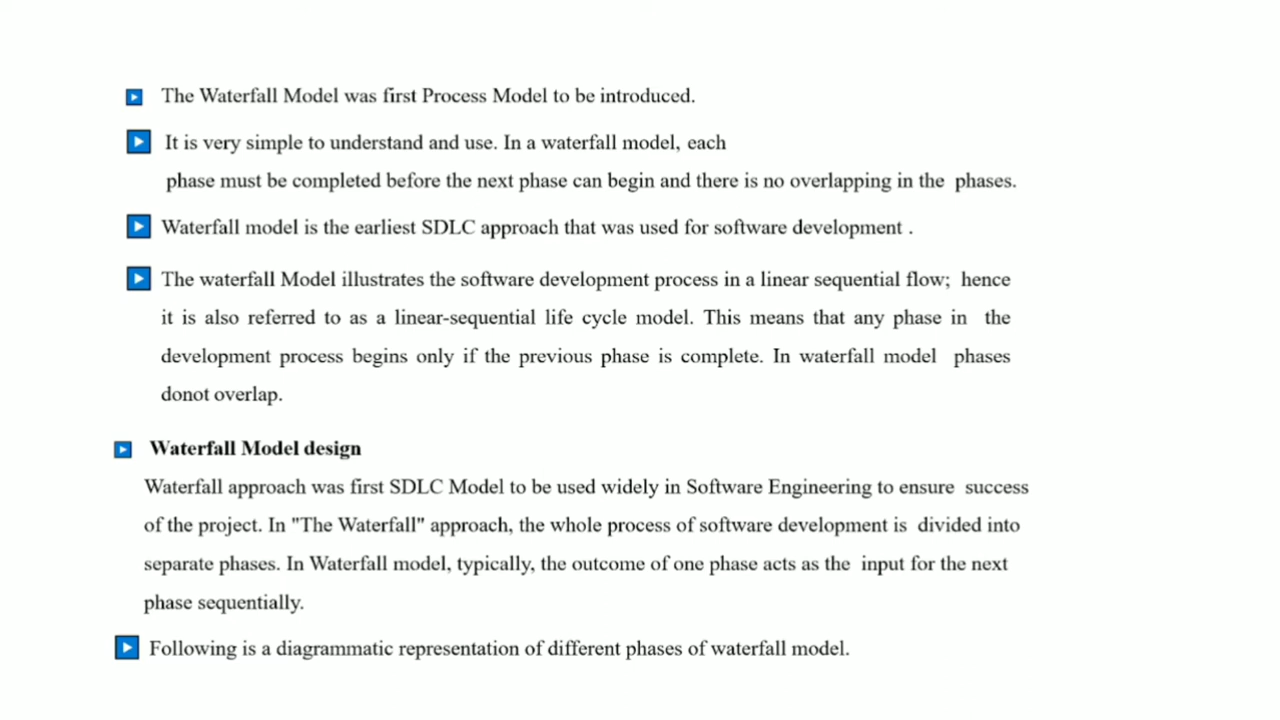 The Waterfall Model was first Process Model to be introduced.
It is very simple to understand and use. In a waterfall model, each
phase must be completed before the next phase can begin and there is no overlapping in the phases.
Waterfall model is the earliest SDLC approach that was used for software development .
The waterfall Model illustrates the software development process in a linear sequential flow; hence
it is also referred to as a linear-sequential life cycle model. This means that any phase in the
development process begins only if the previous phase is complete. In waterfall model phases
donot overlap.
Waterfall Model design
Waterfall approach was first SDLC Model to be used widely in Software Engineering to ensure success
of the project. In "The Waterfall" approach, the whole process of software development is divided into
separate phases. In Waterfall model, typically, the outcome of one phase acts as the input for the next
phase sequentially.
Following is a diagrammatic representation of different phases of waterfall model.